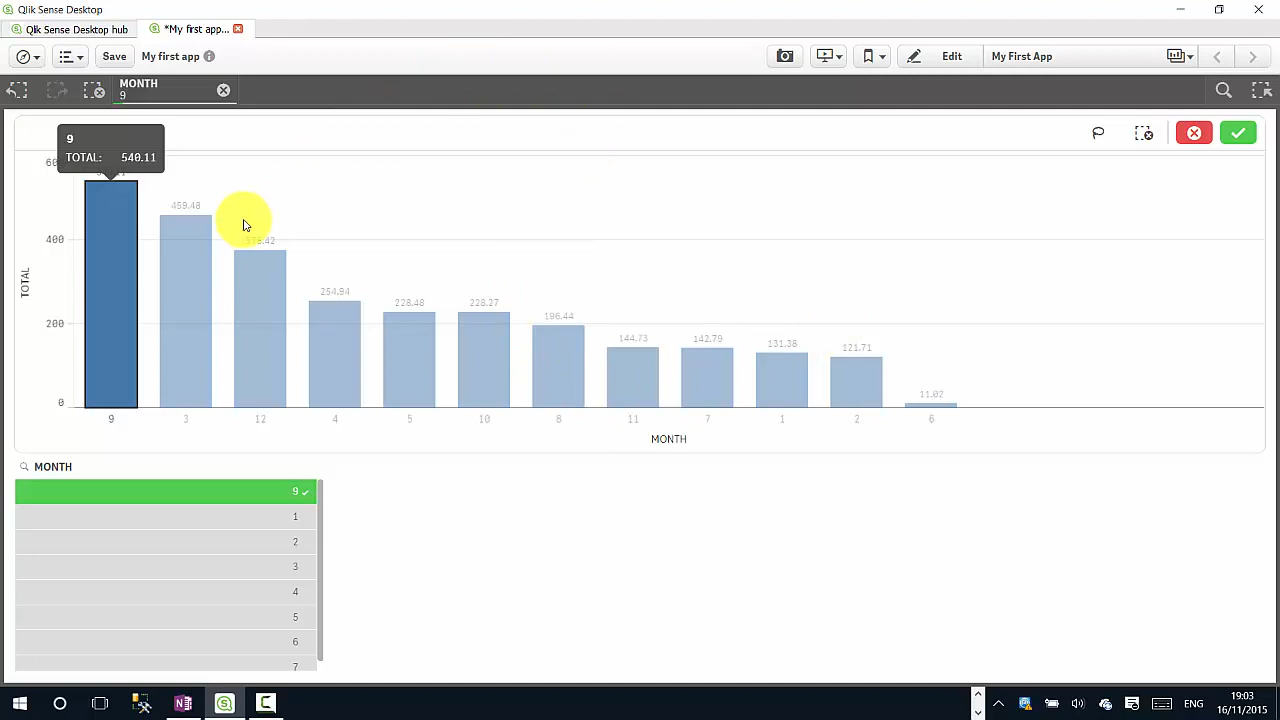 Qlik Sense Desktop
Qlik Sense Desktop hub
*My first app...
Save
My first app
Edit
My First App
MONTH
9
9
TOTAL: 540.11
400
200
0
TOTAL
459.48
254.94
228.48
228.27
196.44
144.73
142.79
131.38
121.71
11.02
9 3 12 4 5 10 8 11 7 1 2 6
MONTH
MONTH
9
1
2
3
4
5
6
7
ENG
19:03
16/11/2015